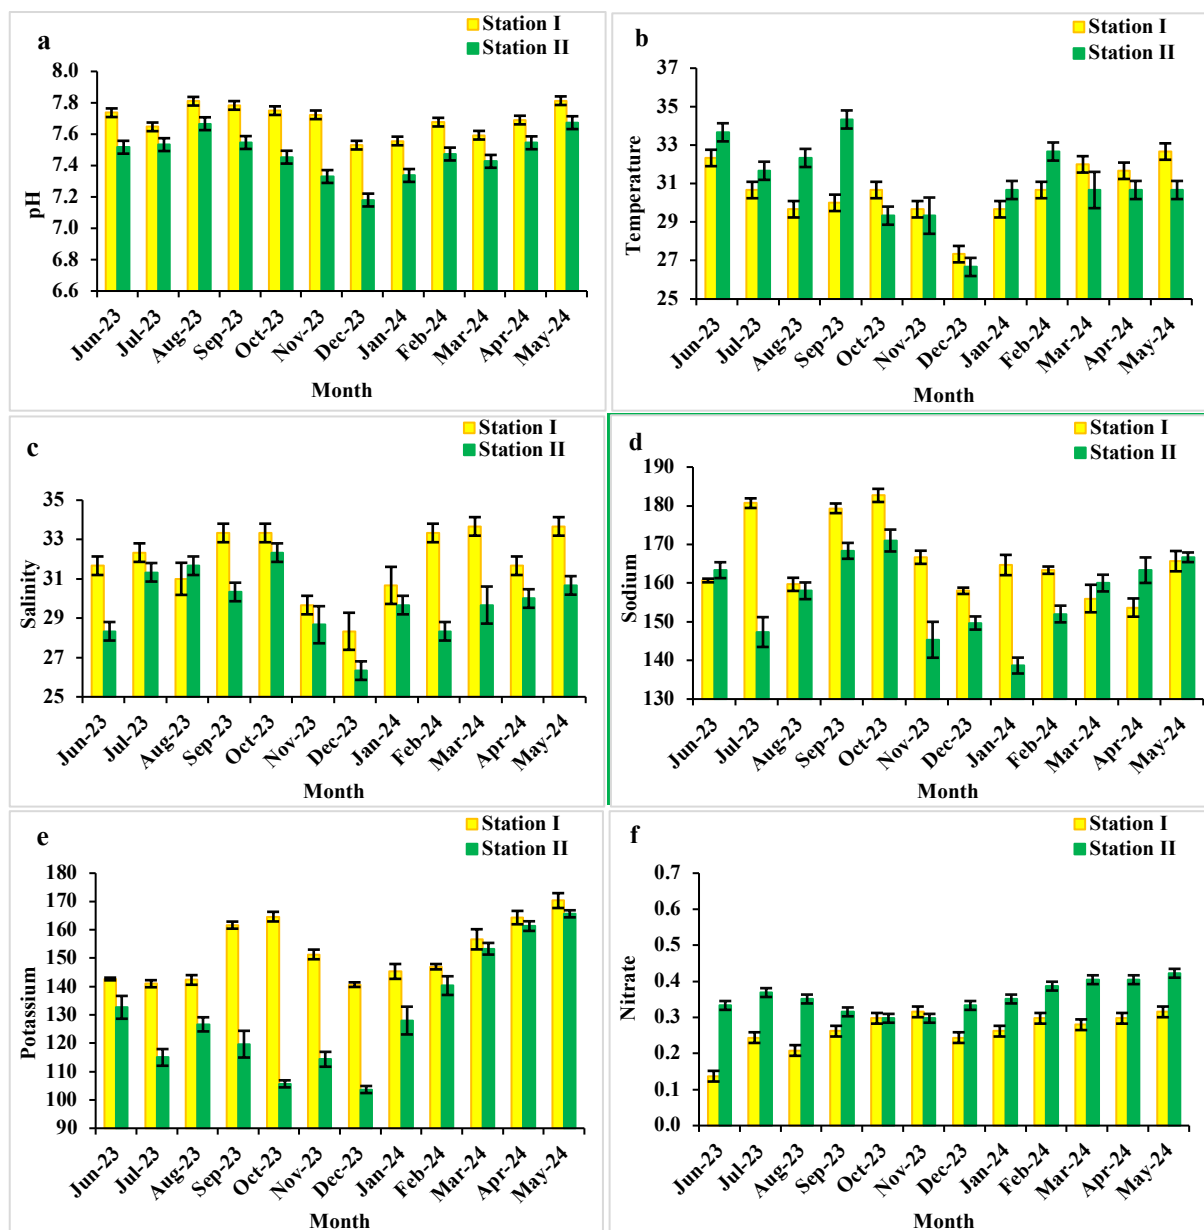 a
Station I
Station II
pH
8.0
7.8
7.6
7.4
7.2
7.0
6.8
6.6
Jun-23 Jul-23 Aug-23 Sep-23 Oct-23 Nov-23 Dec-23 Jan-24 Feb-24 Mar-24 Apr-24 May-24
Month
b
Station I
Station II
Temperature
37
35
33
31
29
27
25
Jun-23 Jul-23 Aug-23 Sep-23 Oct-23 Nov-23 Dec-23 Jan-24 Feb-24 Mar-24 Apr-24 May-24
Month
c
Station I
Station II
Salinity
35
33
31
29
27
25
Jun-23 Jul-23 Aug-23 Sep-23 Oct-23 Nov-23 Dec-23 Jan-24 Feb-24 Mar-24 Apr-24 May-24
Month
d
Station I
Station II
Sodium
190
180
170
160
150
140
130
Jun-23 Jul-23 Aug-23 Sep-23 Oct-23 Nov-23 Dec-23 Jan-24 Feb-24 Mar-24 Apr-24 May-24
Month
e
Station I
Station II
Potassium
180
170
160
150
140
130
120
110
100
90
Jun-23 Jul-23 Aug-23 Sep-23 Oct-23 Nov-23 Dec-23 Jan-24 Feb-24 Mar-24 Apr-24 May-24
Month
f
Station I
Station II
Nitrate
0.7
0.6
0.5
0.4
0.3
0.2
0.1
0.0
Jun-23 Jul-23 Aug-23 Sep-23 Oct-23 Nov-23 Dec-23 Jan-24 Feb-24 Mar-24 Apr-24 May-24
Month